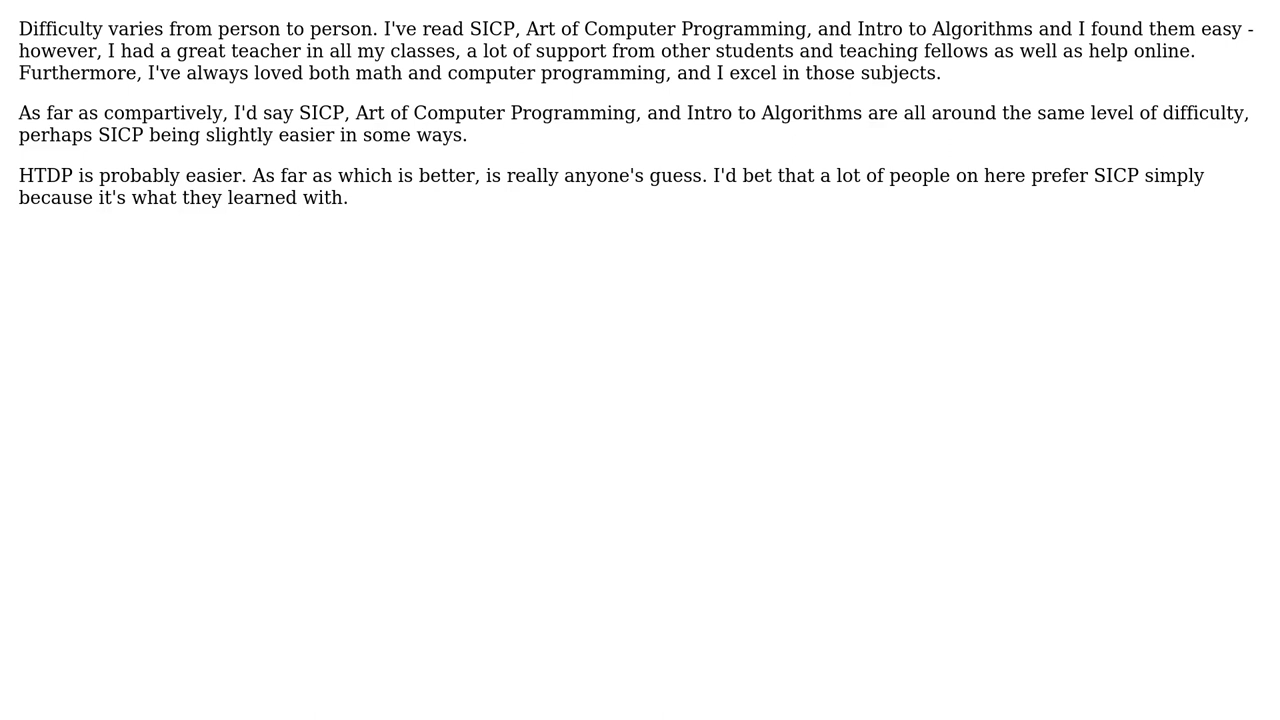 Difficulty varies from person to person. I've read SICP, Art of Computer Programming, and Intro to Algorithms and I found them easy -
however, I had a great teacher in all my classes, a lot of support from other students and teaching fellows as well as help online.
Furthermore, I've always loved both math and computer programming, and I excel in those subjects.
As far as compartively, I'd say SICP, Art of Computer Programming, and Intro to Algorithms are all around the same level of difficulty,
perhaps SICP being slightly easier in some ways.
HTDP is probably easier. As far as which is better, is really anyone's guess. I'd bet that a lot of people on here prefer SICP simply
because it's what they learned with.